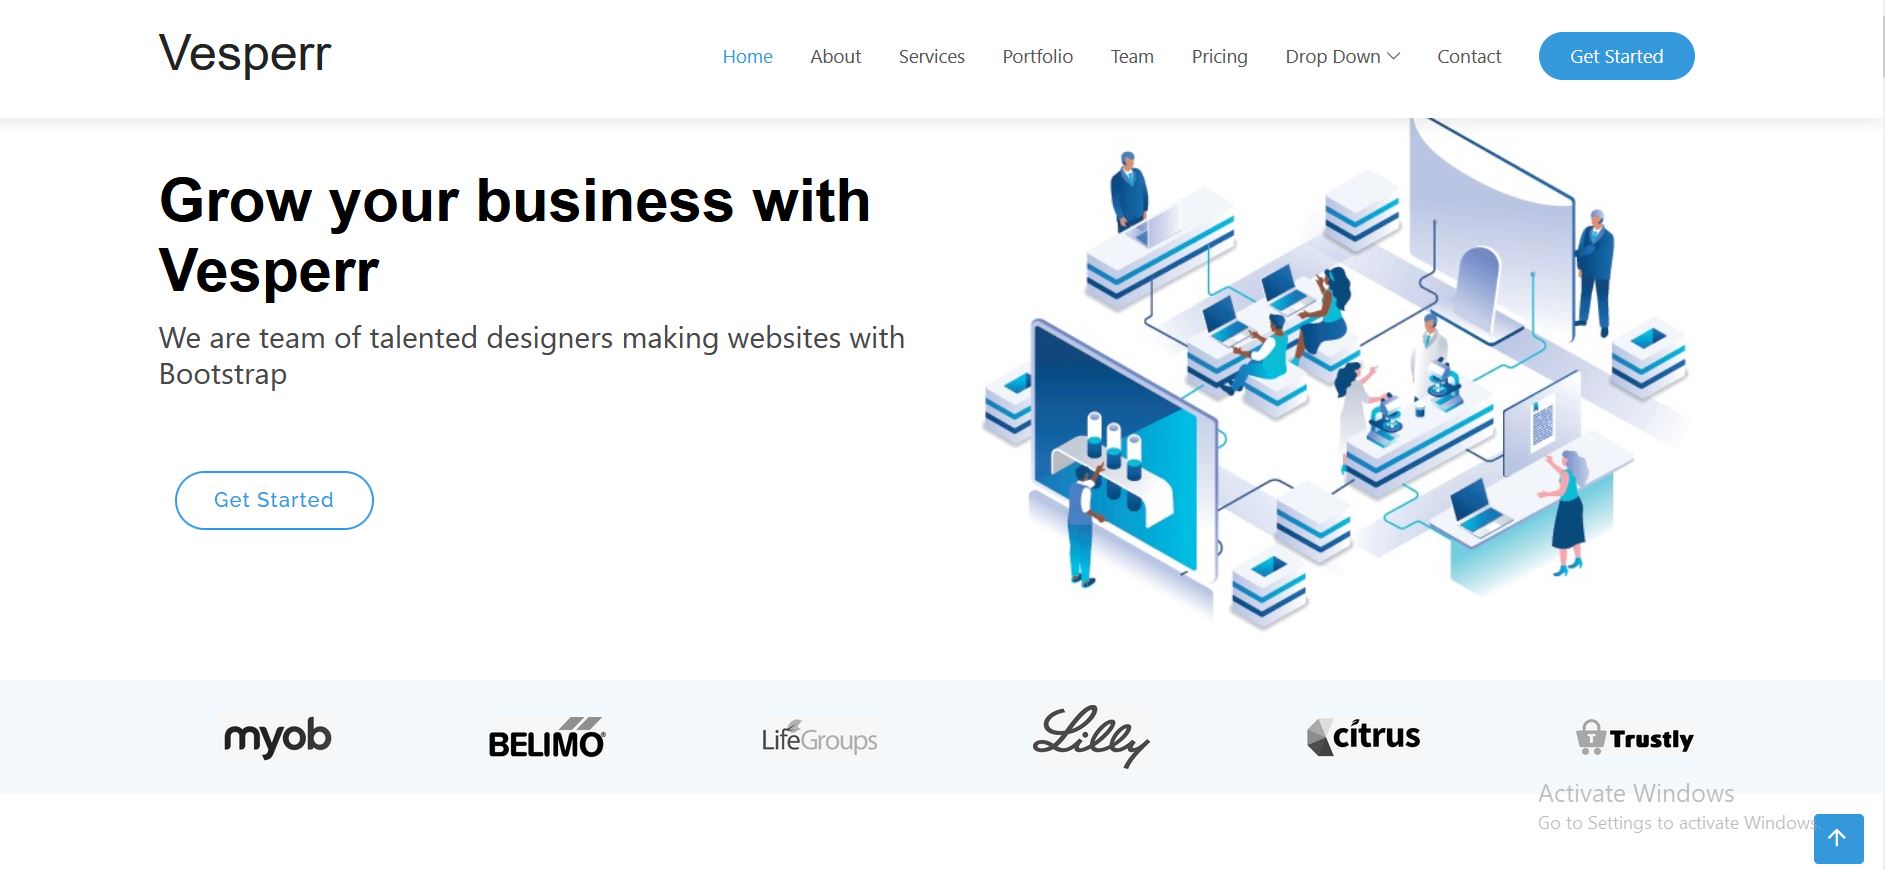 Vesperr
Home About Services Portfolio Team Pricing Drop Down Contact Get Started
Grow your business with
Vesperr
We are team of talented designers making websites with
Bootstrap
Get Started
myob BELIMO® LifeGroups Lilly citrus T Trustly
Activate Windows
Go to Settings to activate Windows.